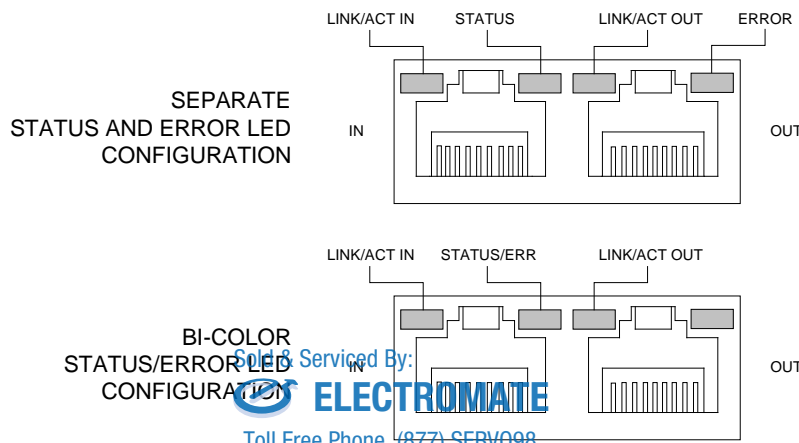 LINK/ACT IN STATUS LINK/ACT OUT ERROR
SEPARATE
STATUS AND ERROR LED
CONFIGURATION
IN
OUT
LINK/ACT IN STATUS/ERR LINK/ACT OUT
BI-COLOR
STATUS/ERROR LED
CONFIGURATION
IN
OUT
Sold & Serviced By:
ELECTROMATE
Toll Free Phone (877) SERVO98